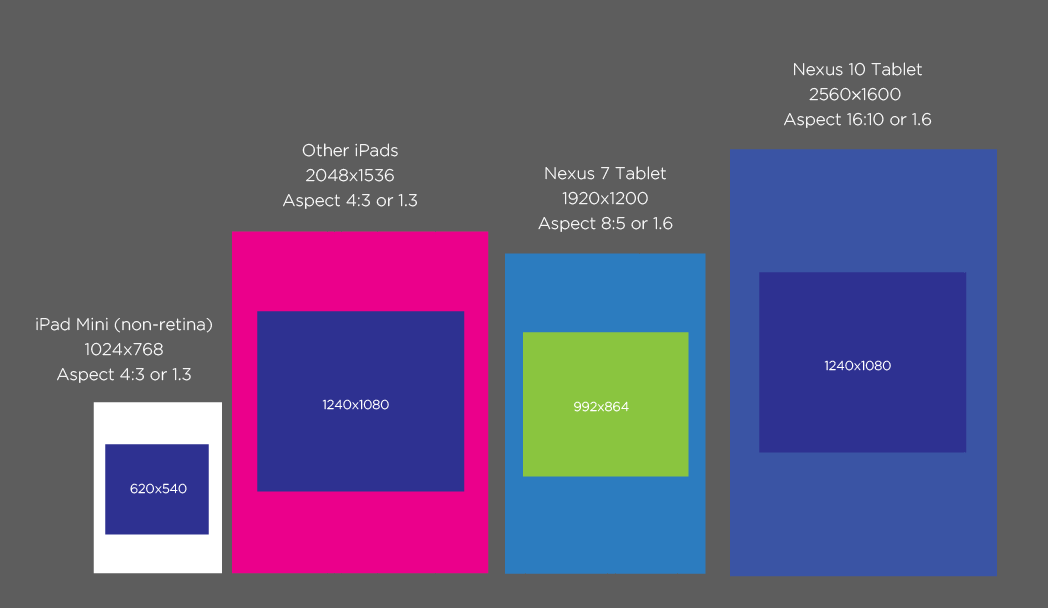 iPad Mini (non-retina)
1024x768
Aspect 4:3 or 1.3
620x540
Other iPads
2048x1536
Aspect 4:3 or 1.3
1240x1080
Nexus 7 Tablet
1920x1200
Aspect 8:5 or 1.6
992x864
Nexus 10 Tablet
2560x1600
Aspect 16:10 or 1.6
1240x1080